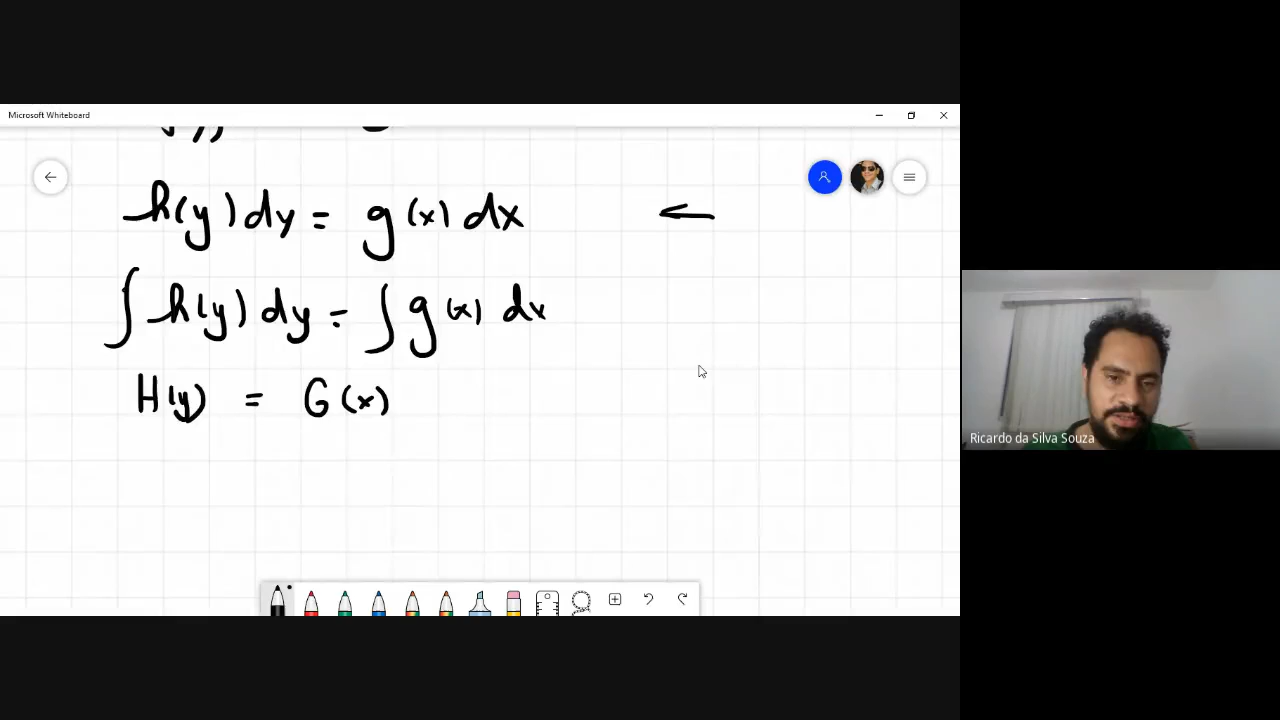 Microsoft Whiteboard
h(y) dy = g(x) dx ←
∫ h(y) dy = ∫ g(x) dx
H(y) = G(x)
Ricardo da Silva Souza